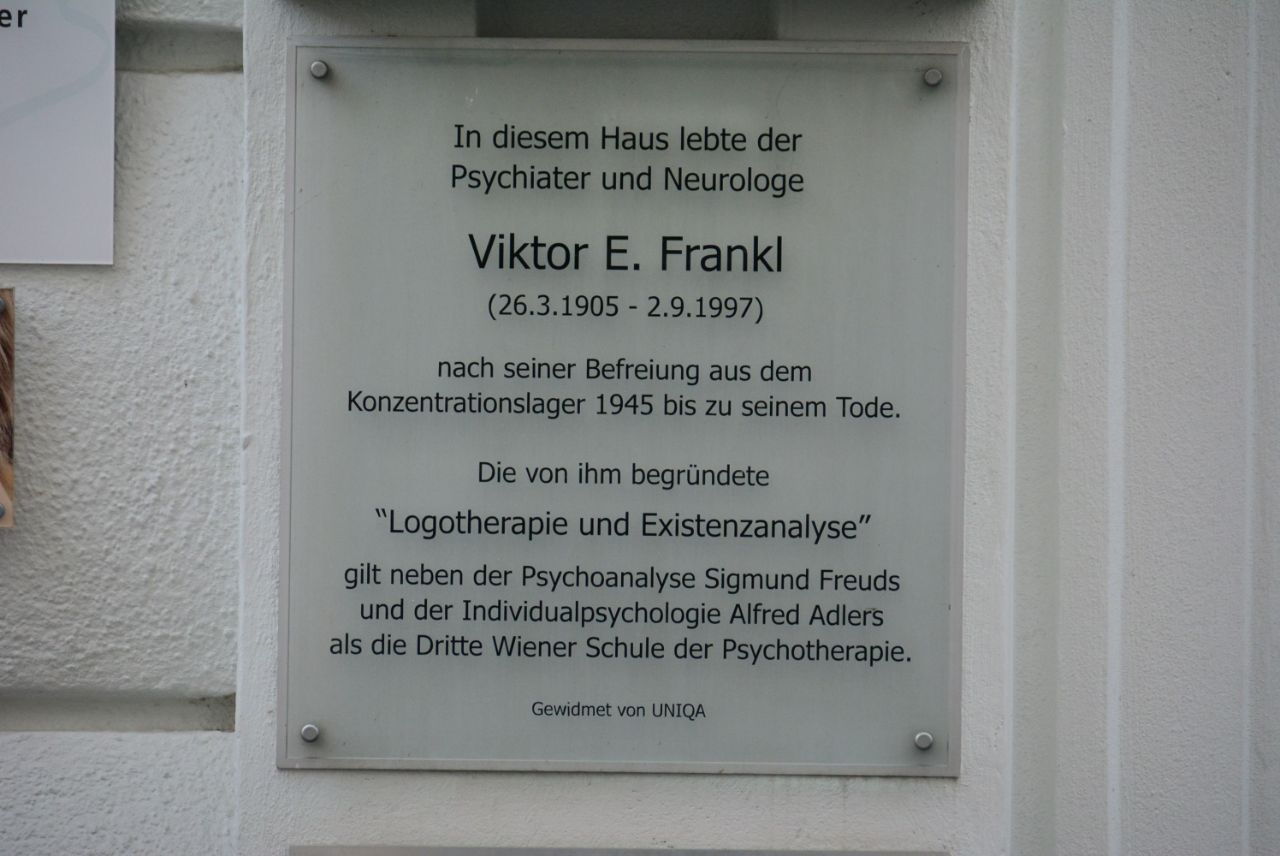 er
In diesem Haus lebte der
Psychiater und Neurologe
Viktor E. Frankl
(26.3.1905 - 2.9.1997)
nach seiner Befreiung aus dem
Konzentrationslager 1945 bis zu seinem Tode.
Die von ihm begründete
“Logotherapie und Existenzanalyse”
gilt neben der Psychoanalyse Sigmund Freuds
und der Individualpsychologie Alfred Adlers
als die Dritte Wiener Schule der Psychotherapie.
Gewidmet von UNIQA